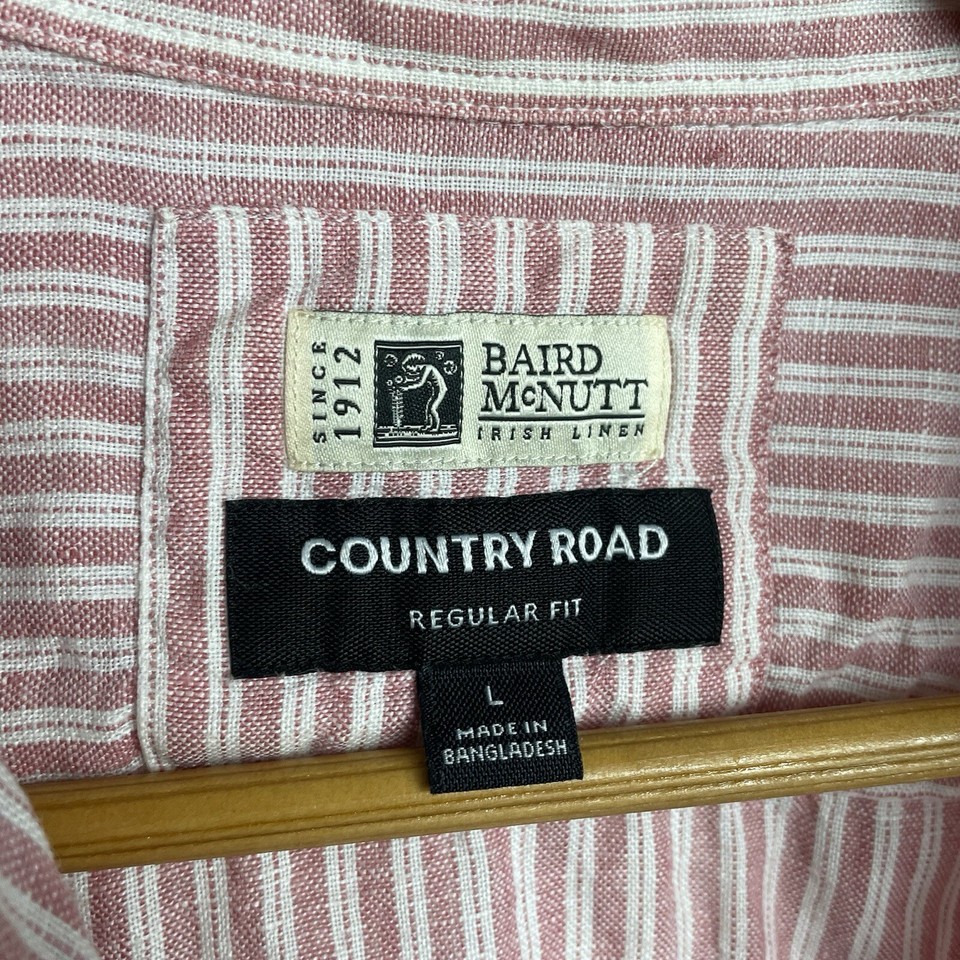 SINCE
1912
BAIRD
McNUTT
IRISH LINEN
COUNTRY ROAD
REGULAR FIT
L
MADE IN
BANGLADESH